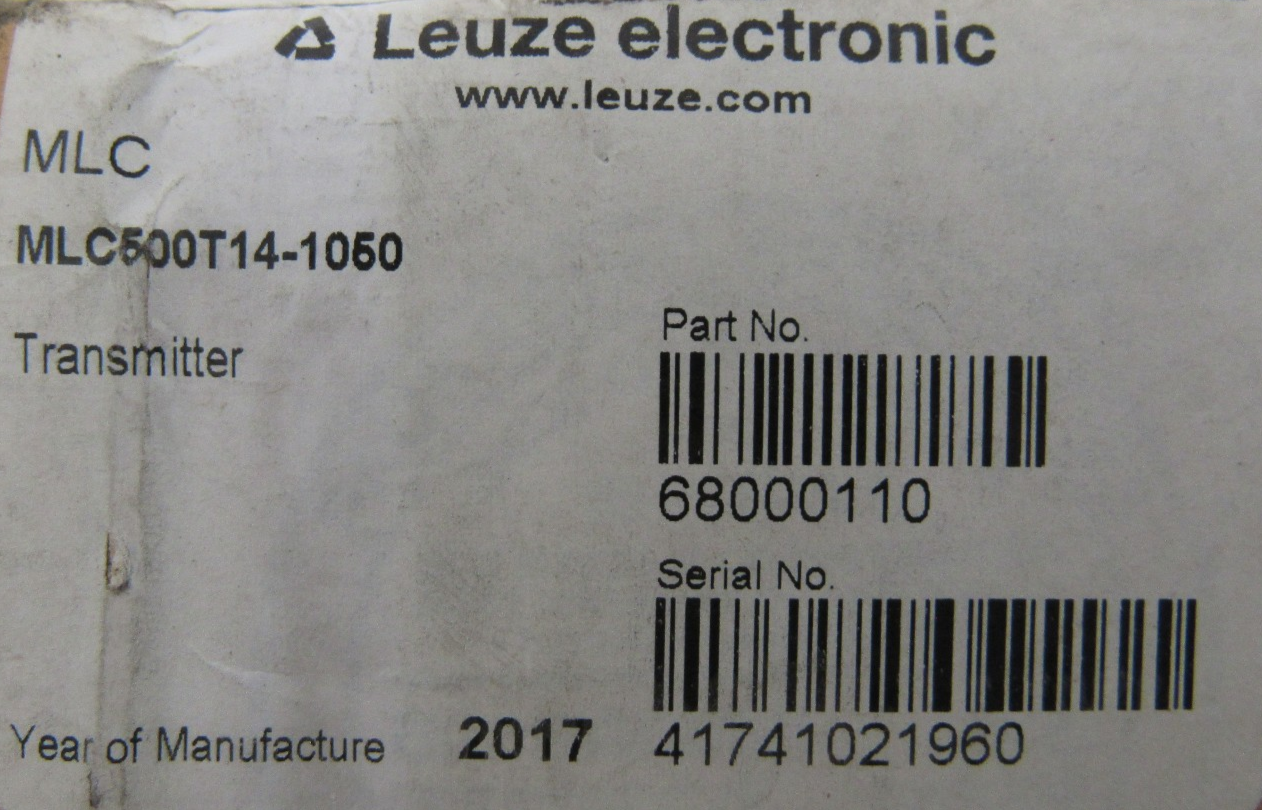 Leuze electronic
www.leuze.com
MLC
MLC500T14-1050
Transmitter
Part No.
68000110
Serial No.
41741021960
Year of Manufacture 2017